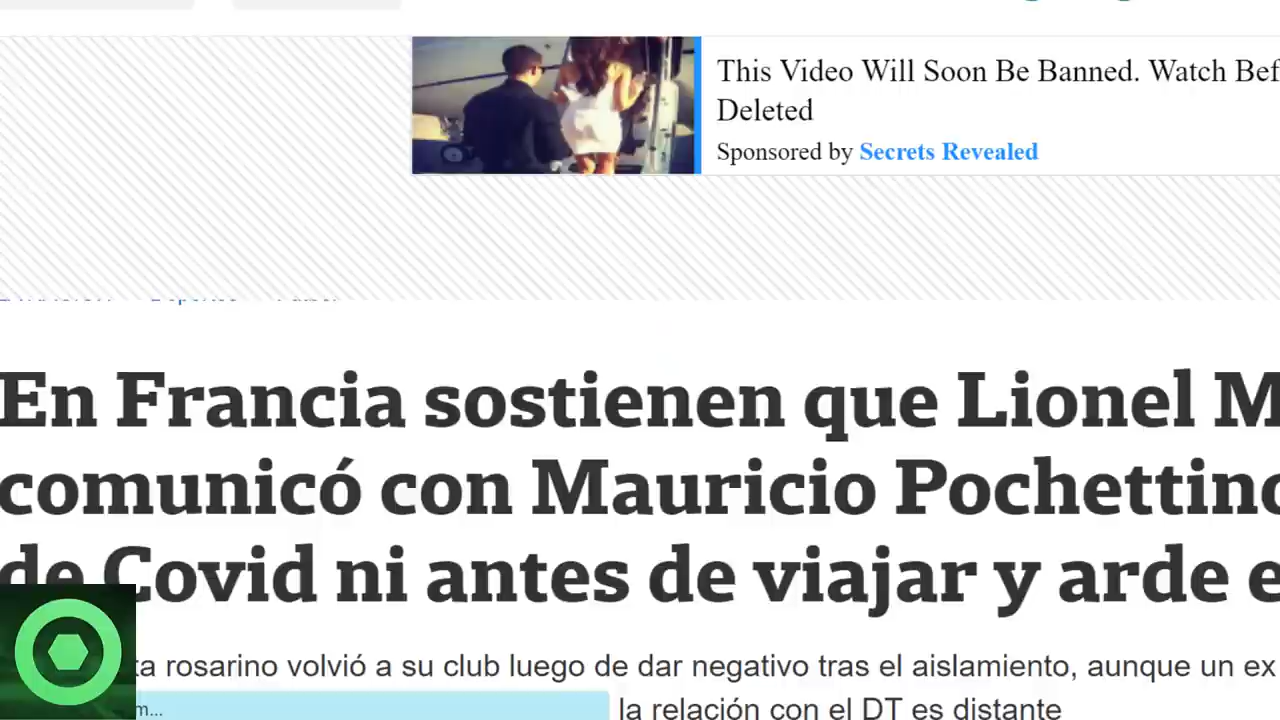 This Video Will Soon Be Banned. Watch Bef
Deleted
Sponsored by Secrets Revealed
En Francia sostienen que Lionel M
comunicó con Mauricio Pochettino
de Covid ni antes de viajar y arde e
ta rosarino volvió a su club luego de dar negativo tras el aislamiento, aunque un ex
m...
la relación con el DT es distante